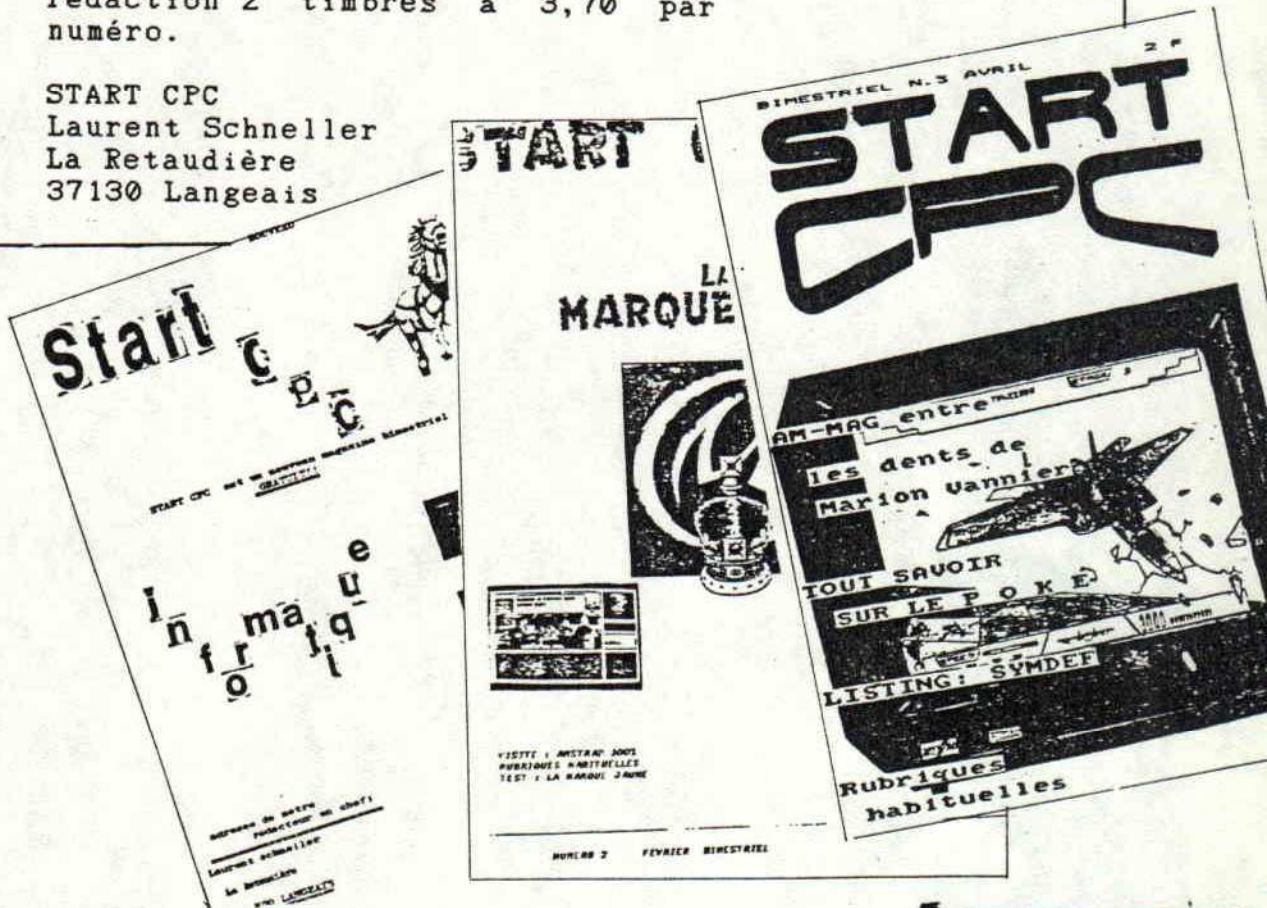 rédaction 2 timbres à 3,70 par
numéro.
START CPC
Laurent Schneller
La Retaudière
37130 Langeais
NOUVEAU
Start
CPC
START CPC est un nouveau magazine bimestriel
GRATUIT!!
informatique
Adresse de notre
rédacteur en chef:
Laurent schneller
La Retaudière
LANGEAIS
START
LA
MARQUE
VISITE : AMSTRAD 2001
RUBRIQUES HABITUELLES
TEST : LA MARQUE JAUNE
NUMERO 2 FEVRIER BIMESTRIEL
BIMESTRIEL N.3 AVRIL 2 F
START
CPC
AM-MAG entre
les dents de
Marion Vannier
TOUT SAVOIR
SUR LE P O K E
LISTING: SYMDEF
Rubriques
habituelles